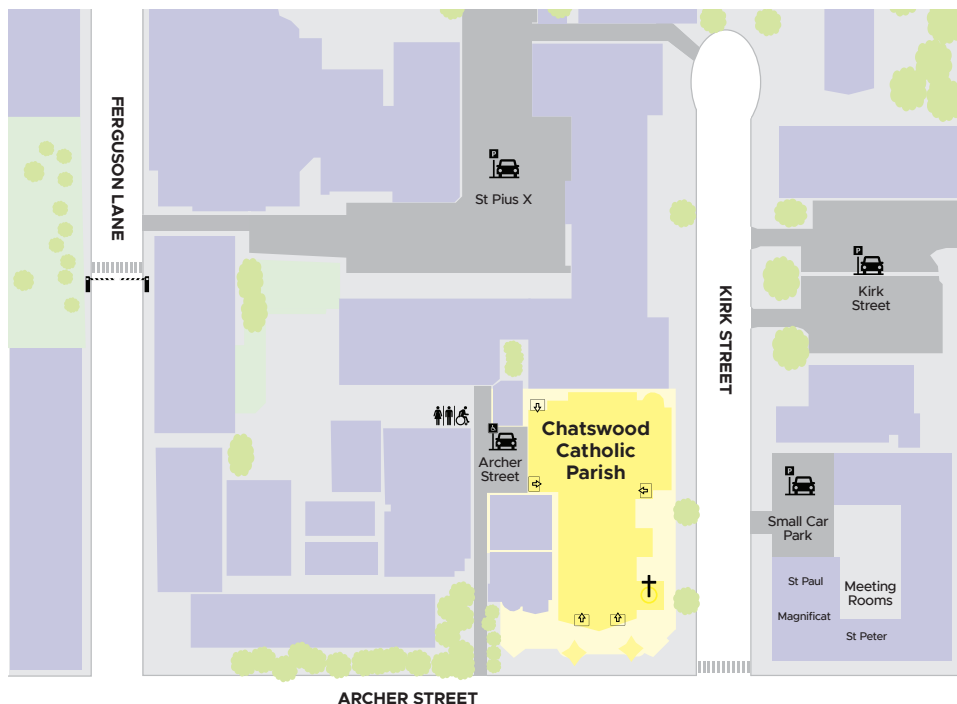 FERGUSON LANE
P
St Pius X
KIRK STREET
P
Kirk
Street
Chatswood
Catholic
Parish
Archer
Street
P
Small Car
Park
St Paul
Meeting
Rooms
Magnificat
St Peter
ARCHER STREET